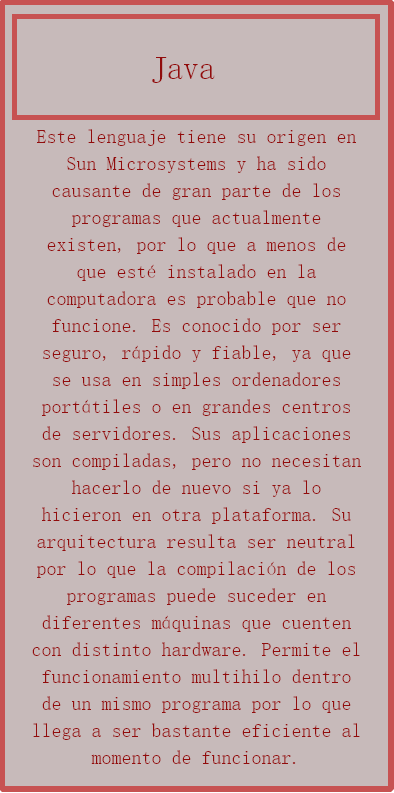 Java
Este lenguaje tiene su origen en
Sun Microsystems y ha sido
causante de gran parte de los
programas que actualmente
existen, por lo que a menos de
que esté instalado en la
computadora es probable que no
funcione. Es conocido por ser
seguro, rápido y fiable, ya que
se usa en simples ordenadores
portátiles o en grandes centros
de servidores. Sus aplicaciones
son compiladas, pero no necesitan
hacerlo de nuevo si ya lo
hicieron en otra plataforma. Su
arquitectura resulta ser neutral
por lo que la compilación de los
programas puede suceder en
diferentes máquinas que cuenten
con distinto hardware. Permite el
funcionamiento multihilo dentro
de un mismo programa por lo que
llega a ser bastante eficiente al
momento de funcionar.